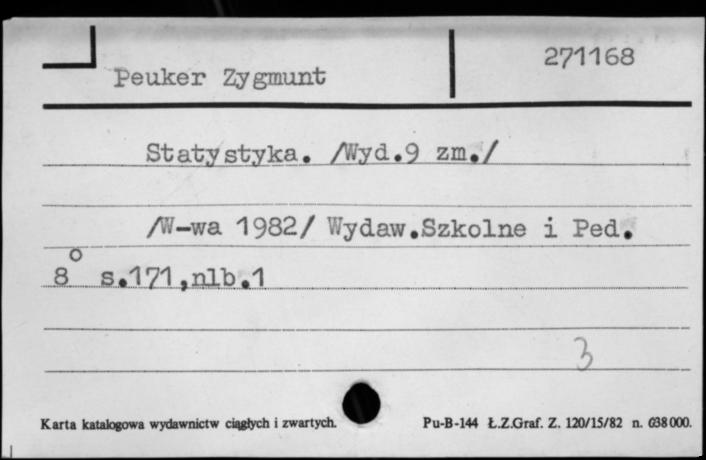 271168
Peuker Zygmunt
Statystyka. /Wyd.9 zm./
/W-wa 1982/ Wydaw.Szkolne i Ped.
8° s.171,nlb.1
3
Karta katalogowa wydawnictw ciągłych i zwartych. Pu-B-144 Ł.Z.Graf. Z. 120/15/82 n. 638000.